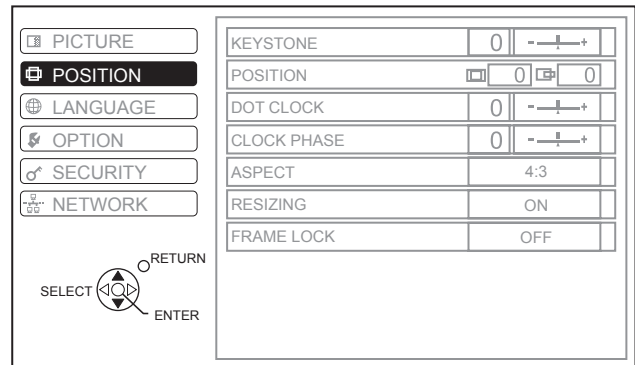 PICTURE
POSITION
LANGUAGE
OPTION
SECURITY
NETWORK
RETURN
SELECT
ENTER
KEYSTONE 0 - +
POSITION 0 0
DOT CLOCK 0 - +
CLOCK PHASE 0 - +
ASPECT 4:3
RESIZING ON
FRAME LOCK OFF